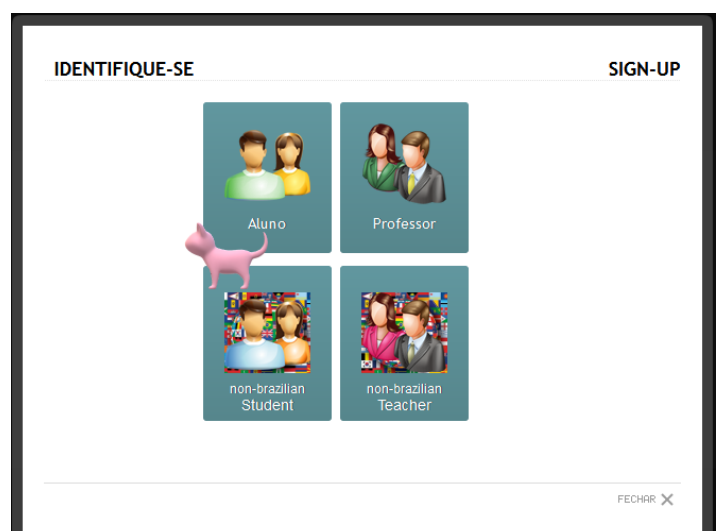 IDENTIFIQUE-SE
SIGN-UP
Aluno
Professor
non-brazilian
Student
non-brazilian
Teacher
FECHAR X